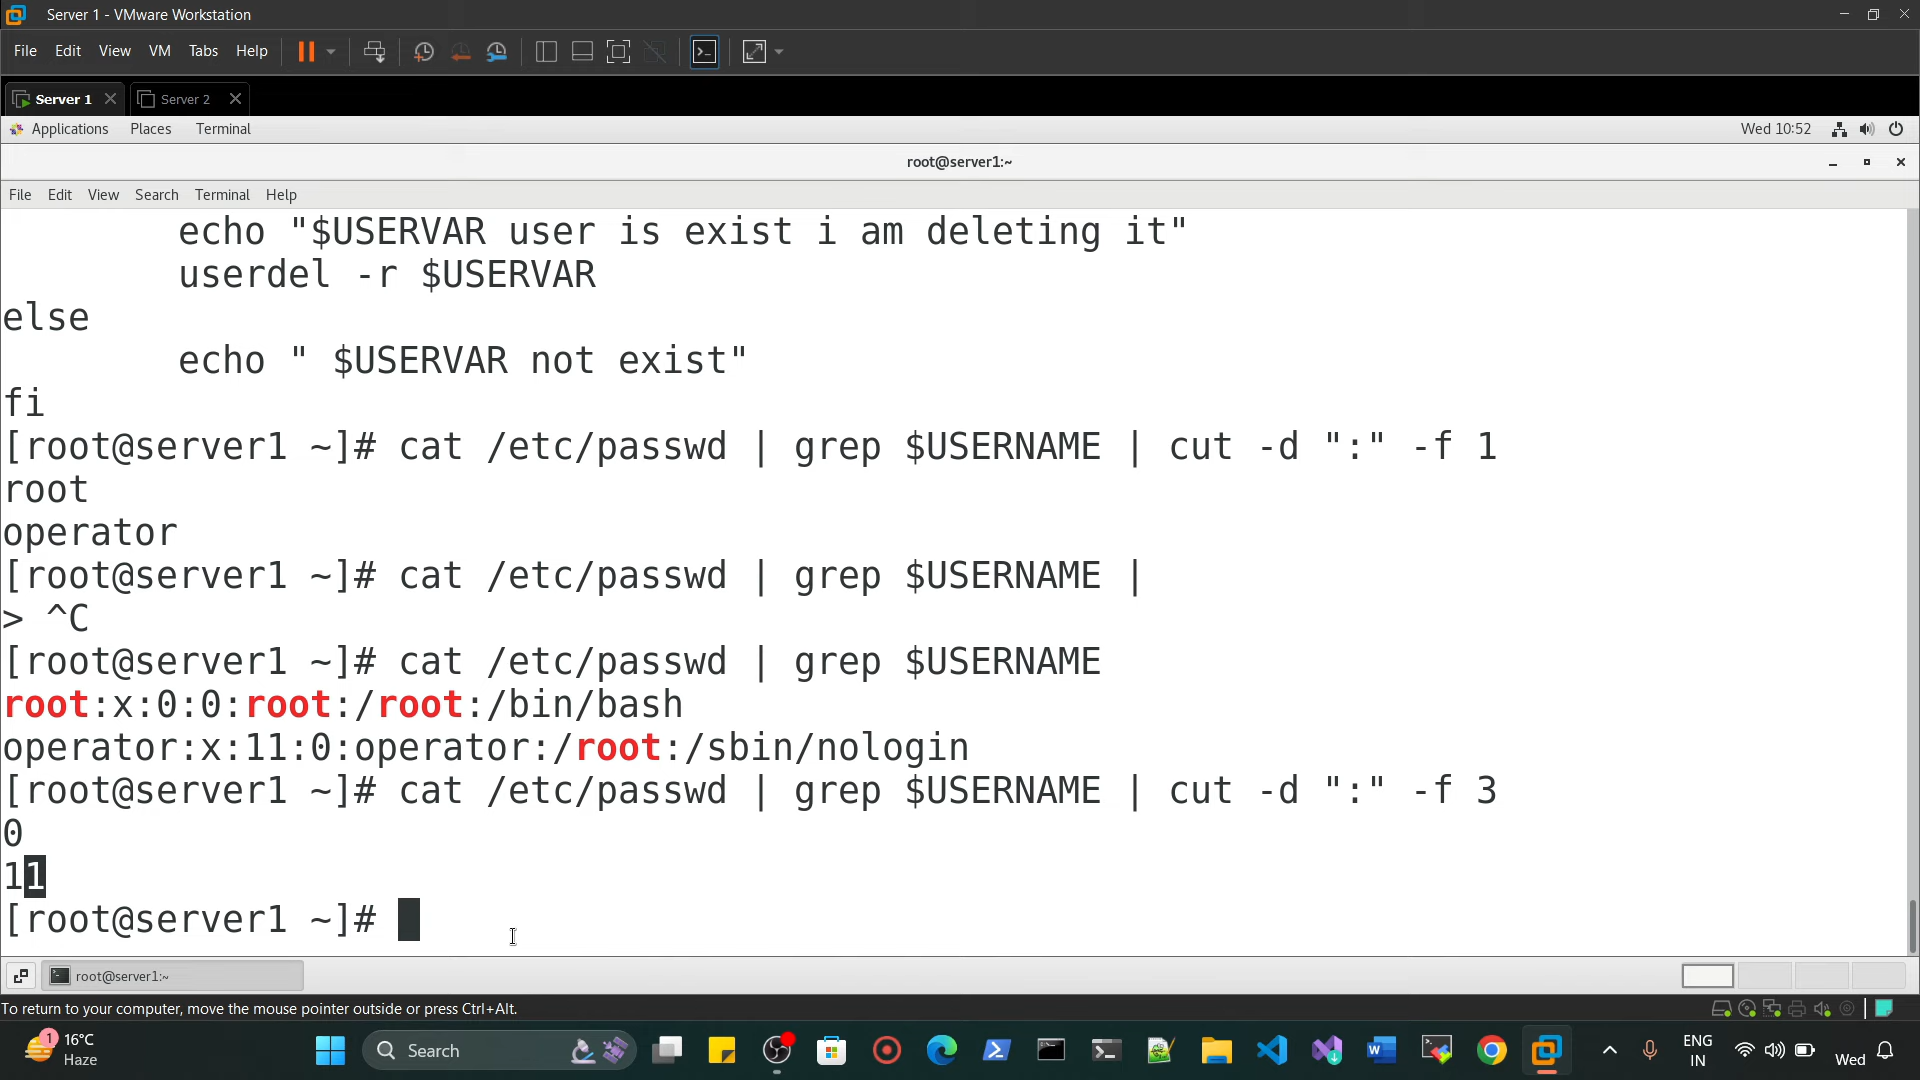 Server 1 - VMware Workstation
File Edit View VM Tabs Help
Server 1 Server 2
Applications Places Terminal Wed 10:52
root@server1:~
File Edit View Search Terminal Help
echo "$USERVAR user is exist i am deleting it"
userdel -r $USERVAR
else
echo " $USERVAR not exist"
fi
[root@server1 ~]# cat /etc/passwd | grep $USERNAME | cut -d ":" -f 1
root
operator
[root@server1 ~]# cat /etc/passwd | grep $USERNAME |
> ^C
[root@server1 ~]# cat /etc/passwd | grep $USERNAME
root:x:0:0:root:/root:/bin/bash
operator:x:11:0:operator:/root:/sbin/nologin
[root@server1 ~]# cat /etc/passwd | grep $USERNAME | cut -d ":" -f 3
0
11
[root@server1 ~]#
root@server1:~
To return to your computer, move the mouse pointer outside or press Ctrl+Alt.
1
16°C
Haze
Search
ENG
IN
Wed